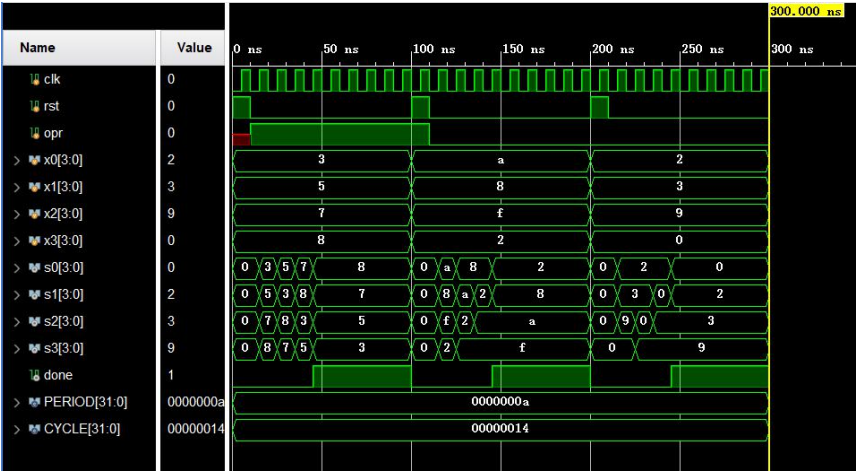 300.000 ns
Name Value 0 ns 50 ns 100 ns 150 ns 200 ns 250 ns 300 ns
clk 0
rst 0
opr 0
x0[3:0] 2 3 a 2
x1[3:0] 3 5 8 3
x2[3:0] 9 7 f 9
x3[3:0] 0 8 2 0
s0[3:0] 0 0 3 5 7 8 0 a 8 2 0 2 0
s1[3:0] 2 0 5 3 8 7 0 8 a 2 8 0 3 0 2
s2[3:0] 3 0 7 8 3 5 0 f 2 a 0 9 0 3
s3[3:0] 9 0 8 7 5 3 0 2 f 0 9
done 1
PERIOD[31:0] 0000000a 0000000a
CYCLE[31:0] 00000014 00000014